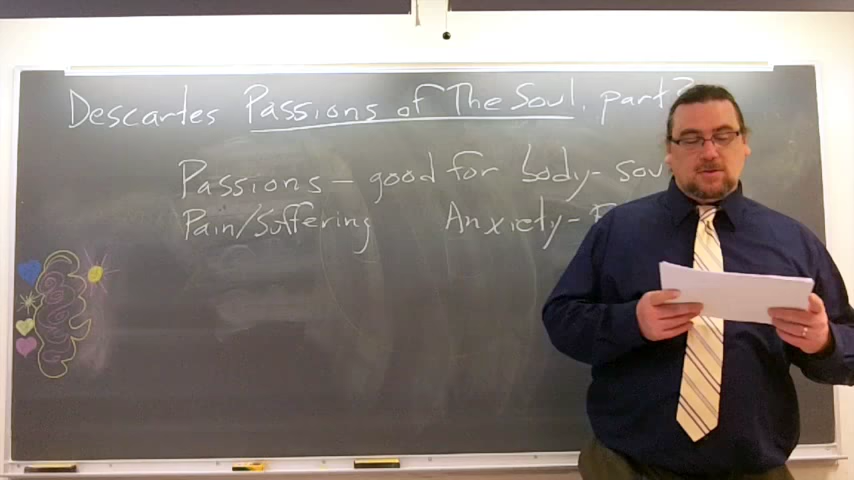 Descartes Passions of The Soul, part
Passions – good for body-
Pain/Suffering Anxiety-